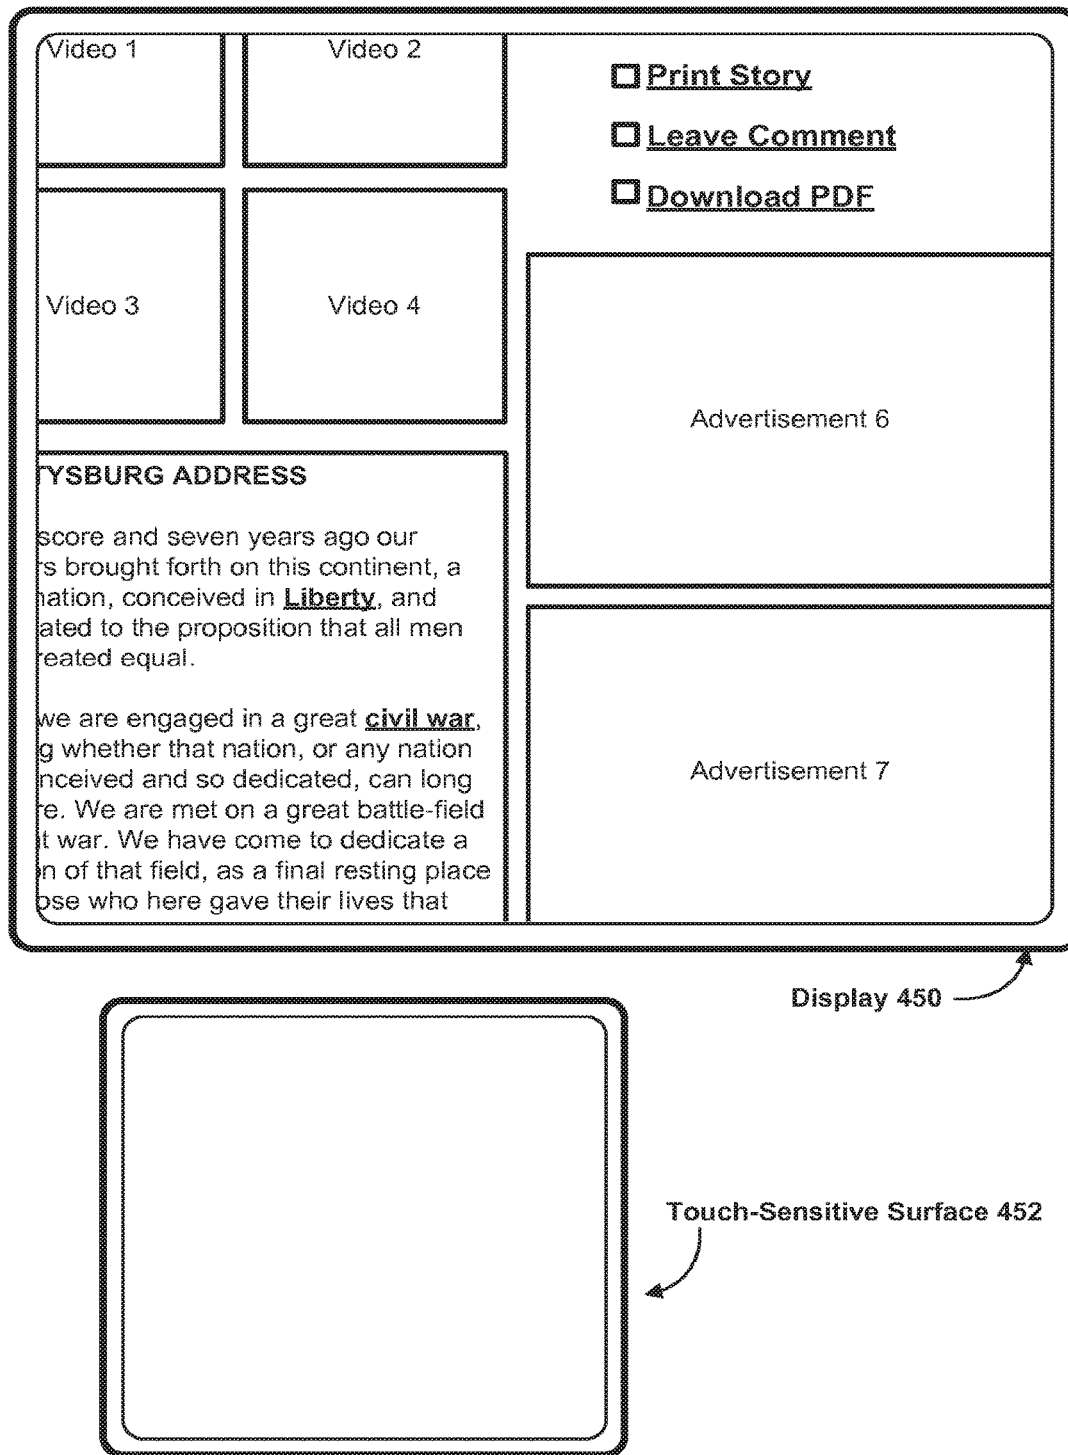 Video 1
Video 2
Print Story
Leave Comment
Download PDF
Video 3
Video 4
Advertisement 6
TYSBURG ADDRESS
score and seven years ago our
rs brought forth on this continent, a
nation, conceived in Liberty, and
ated to the proposition that all men
reated equal.
we are engaged in a great civil war,
g whether that nation, or any nation
nceived and so dedicated, can long
re. We are met on a great battle-field
t war. We have come to dedicate a
n of that field, as a final resting place
ose who here gave their lives that
Advertisement 7
Display 450
Touch-Sensitive Surface 452